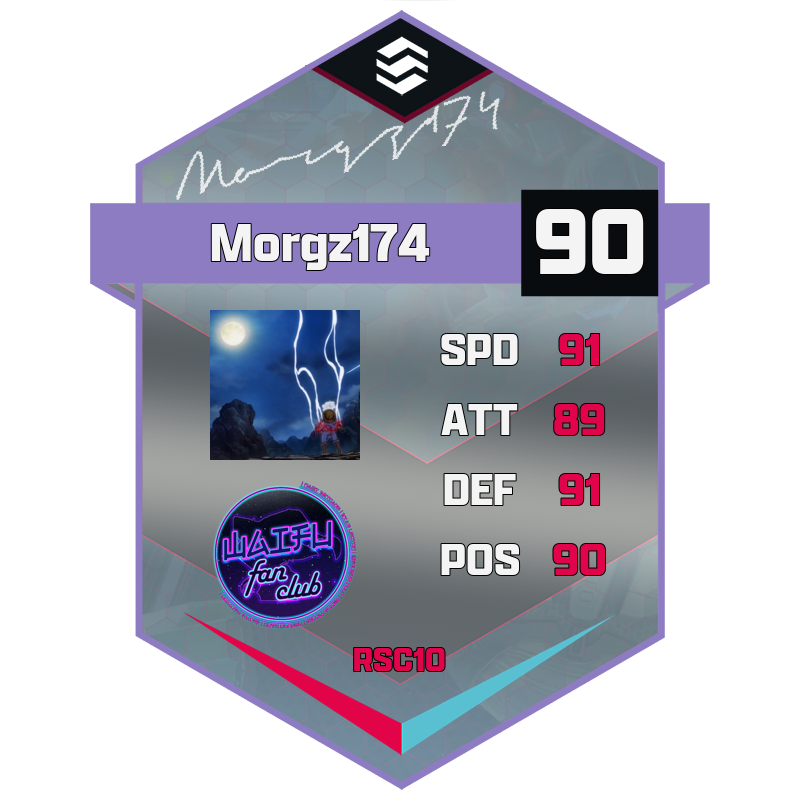 Morgz174
Morgz174
90
SPD 91
ATT 89
DEF 91
POS 90
WAIFU
fan
club
RSC10